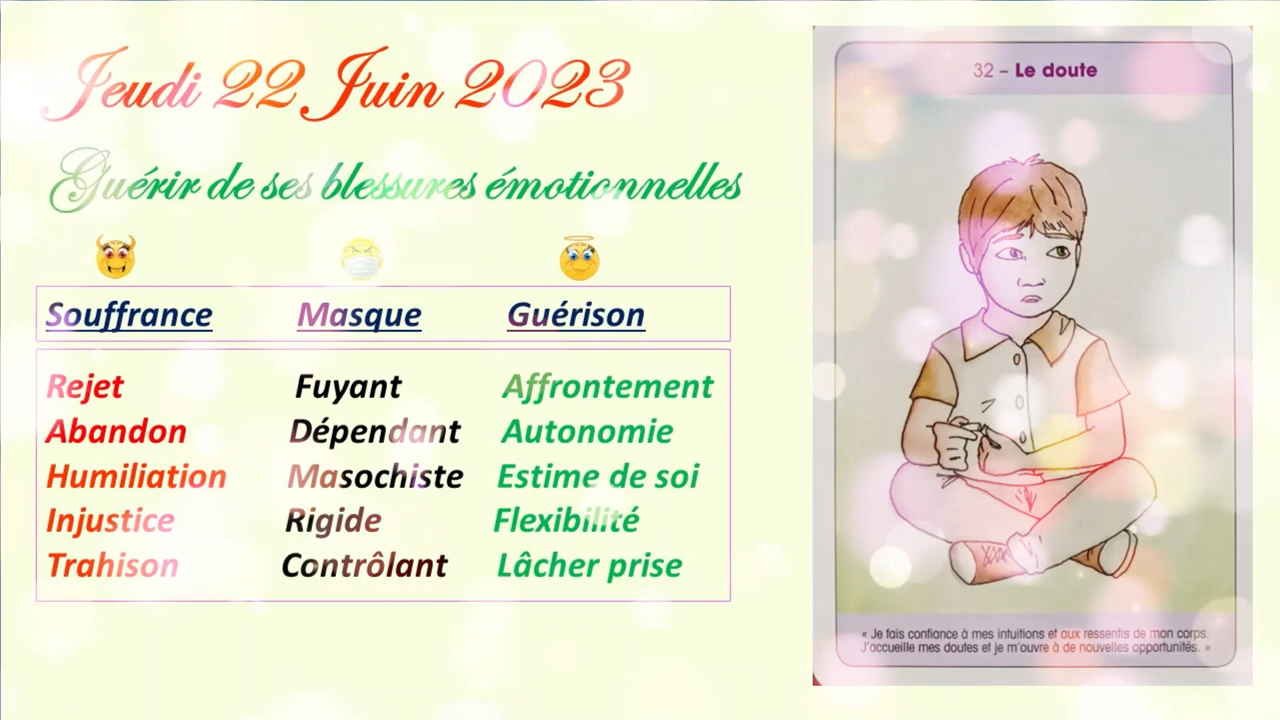 Jeudi 22 Juin 2023
Guérir de ses blessures émotionnelles
Souffrance Masque Guérison
Rejet Fuyant Affrontement
Abandon Dépendant Autonomie
Humiliation Masochiste Estime de soi
Injustice Rigide Flexibilité
Trahison Contrôlant Lâcher prise
32 – Le doute
« Je fais confiance à mes intuitions et aux ressentis de mon corps.
J'accueille mes doutes et je m'ouvre à de nouvelles opportunités. »